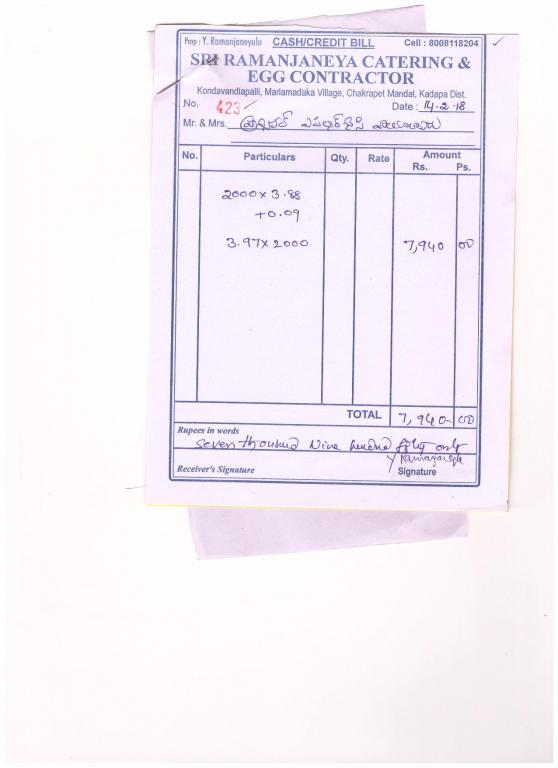 Prop : Y. Ramanjaneyulu CASH/CREDIT BILL Cell : 8008118204
SRI RAMANJANEYA CATERING &
EGG CONTRACTOR
Kondavandlapalli, Marlamadaka Village, Chakrapet Mandal, Kadapa Dist.
No. 423 Date : 14.2.18
Mr. & Mrs.
No. Particulars Qty. Rate Amount
Rs. Ps.
2000 x 3.88
+0.09
3.97 x 2000 7,940 00
TOTAL 7,940- 00
Rupees in words
Seven thousand Nine hundred only
Receiver's Signature Signature